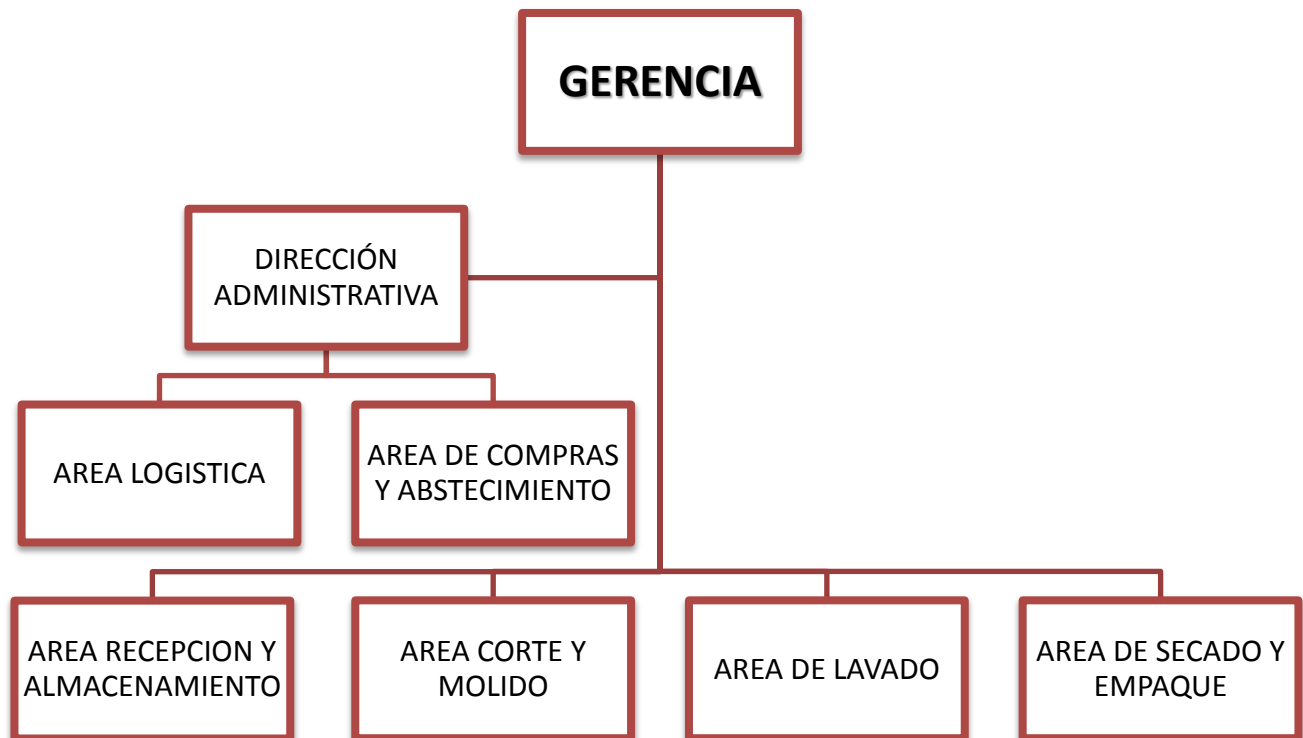 GERENCIA
DIRECCIÓN
ADMINISTRATIVA
AREA LOGISTICA
AREA DE COMPRAS
Y ABSTECIMIENTO
AREA RECEPCION Y
ALMACENAMIENTO
AREA CORTE Y
MOLIDO
AREA DE LAVADO
AREA DE SECADO Y
EMPAQUE